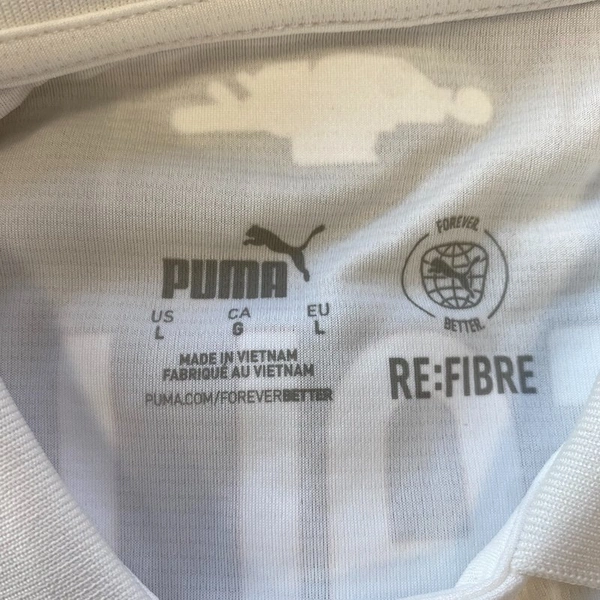 PUMA
US CA EU
L G L
MADE IN VIETNAM
FABRIQUÉ AU VIETNAM
PUMA.COM/FOREVERBETTER
FOREVER
BETTER.
RE:FIBRE